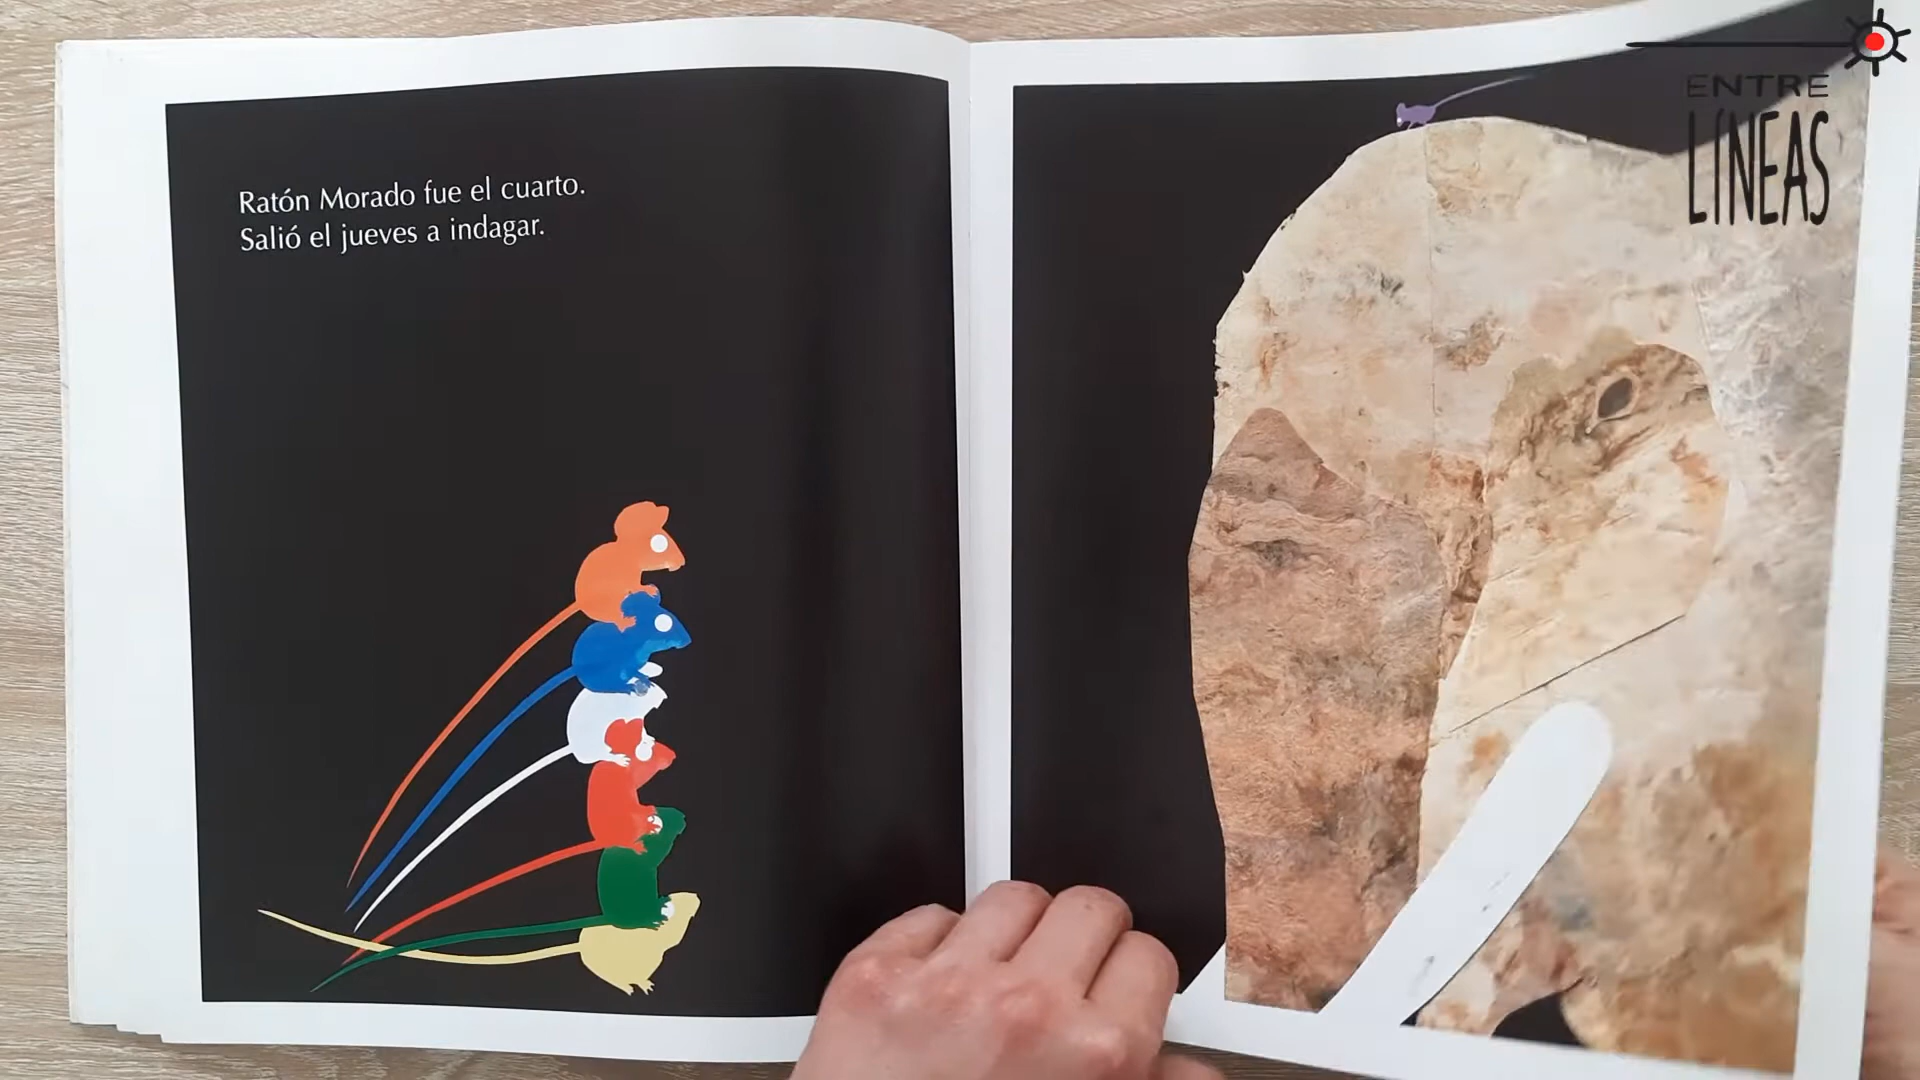 Ratón Morado fue el cuarto.
Salió el jueves a indagar.
ENTRE
LÍNEAS